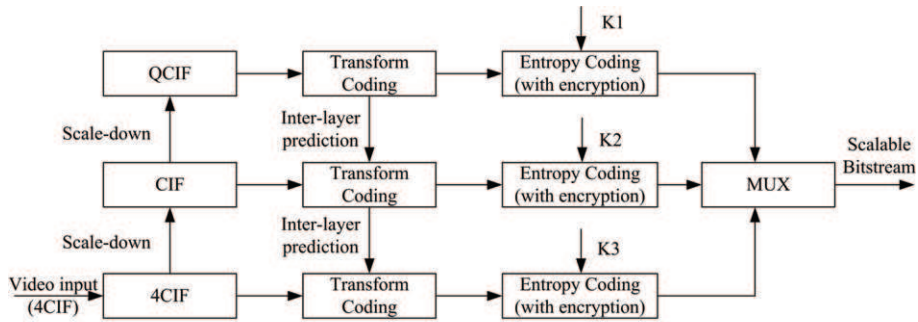 K1
QCIF
Transform
Coding
Entropy Coding
(with encryption)
Scale-down
Inter-layer
prediction
K2
Scalable
Bitstream
CIF
Transform
Coding
Entropy Coding
(with encryption)
MUX
Scale-down
Inter-layer
prediction
K3
Video input
(4CIF)
4CIF
Transform
Coding
Entropy Coding
(with encryption)